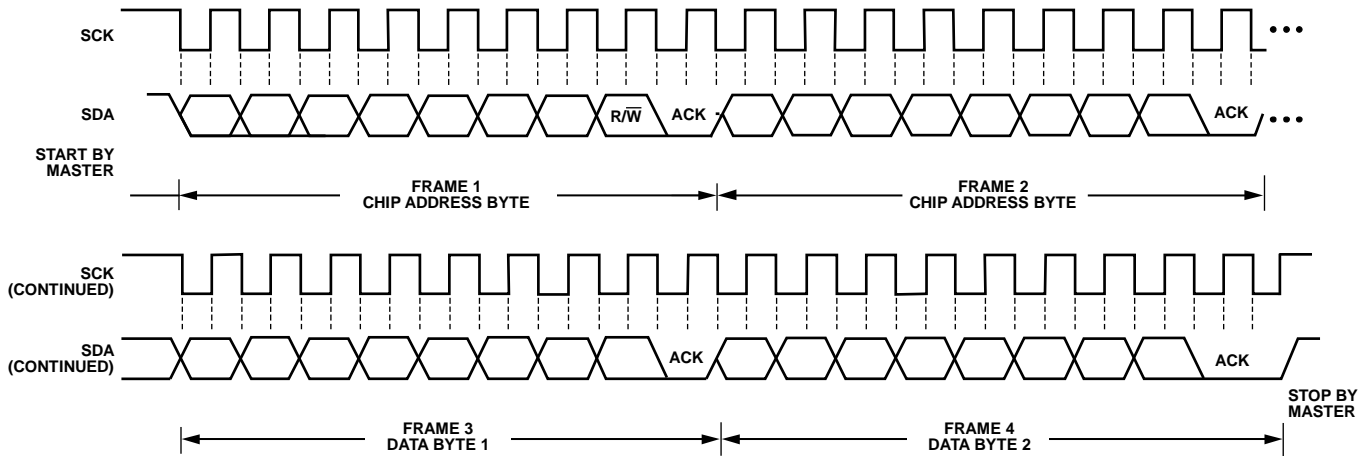 SCK
SDA
R/W̅ ACK ACK
START BY
MASTER
FRAME 1
CHIP ADDRESS BYTE
FRAME 2
CHIP ADDRESS BYTE
SCK
(CONTINUED)
SDA
(CONTINUED)
ACK ACK
STOP BY
MASTER
FRAME 3
DATA BYTE 1
FRAME 4
DATA BYTE 2